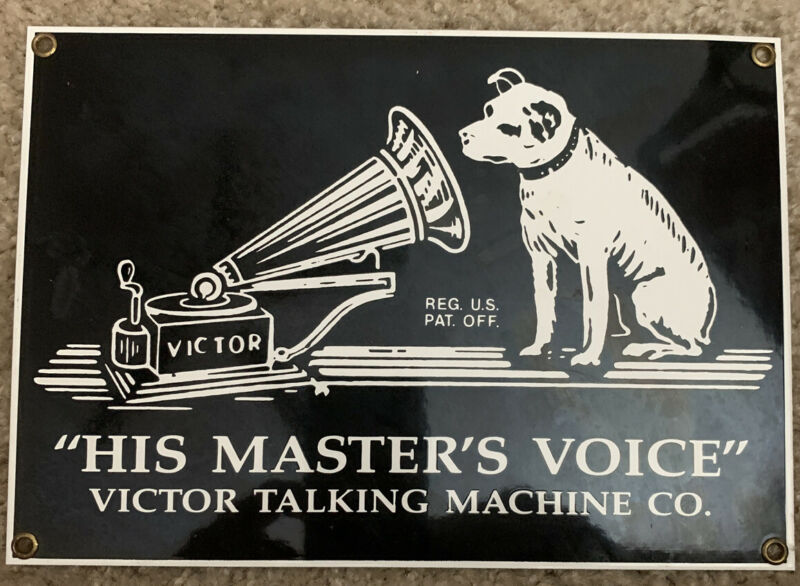 VICTOR
REG. U.S.
PAT. OFF.
"HIS MASTER'S VOICE"
VICTOR TALKING MACHINE CO.